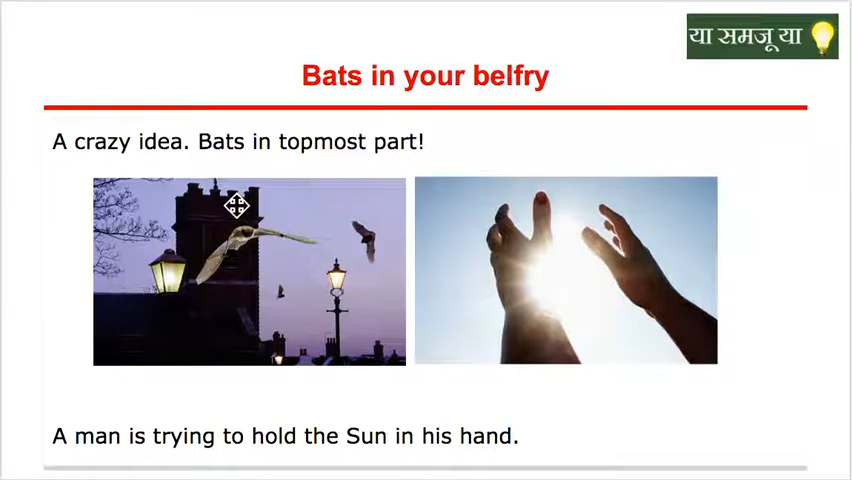 या समजू या
Bats in your belfry
A crazy idea. Bats in topmost part!
A man is trying to hold the Sun in his hand.